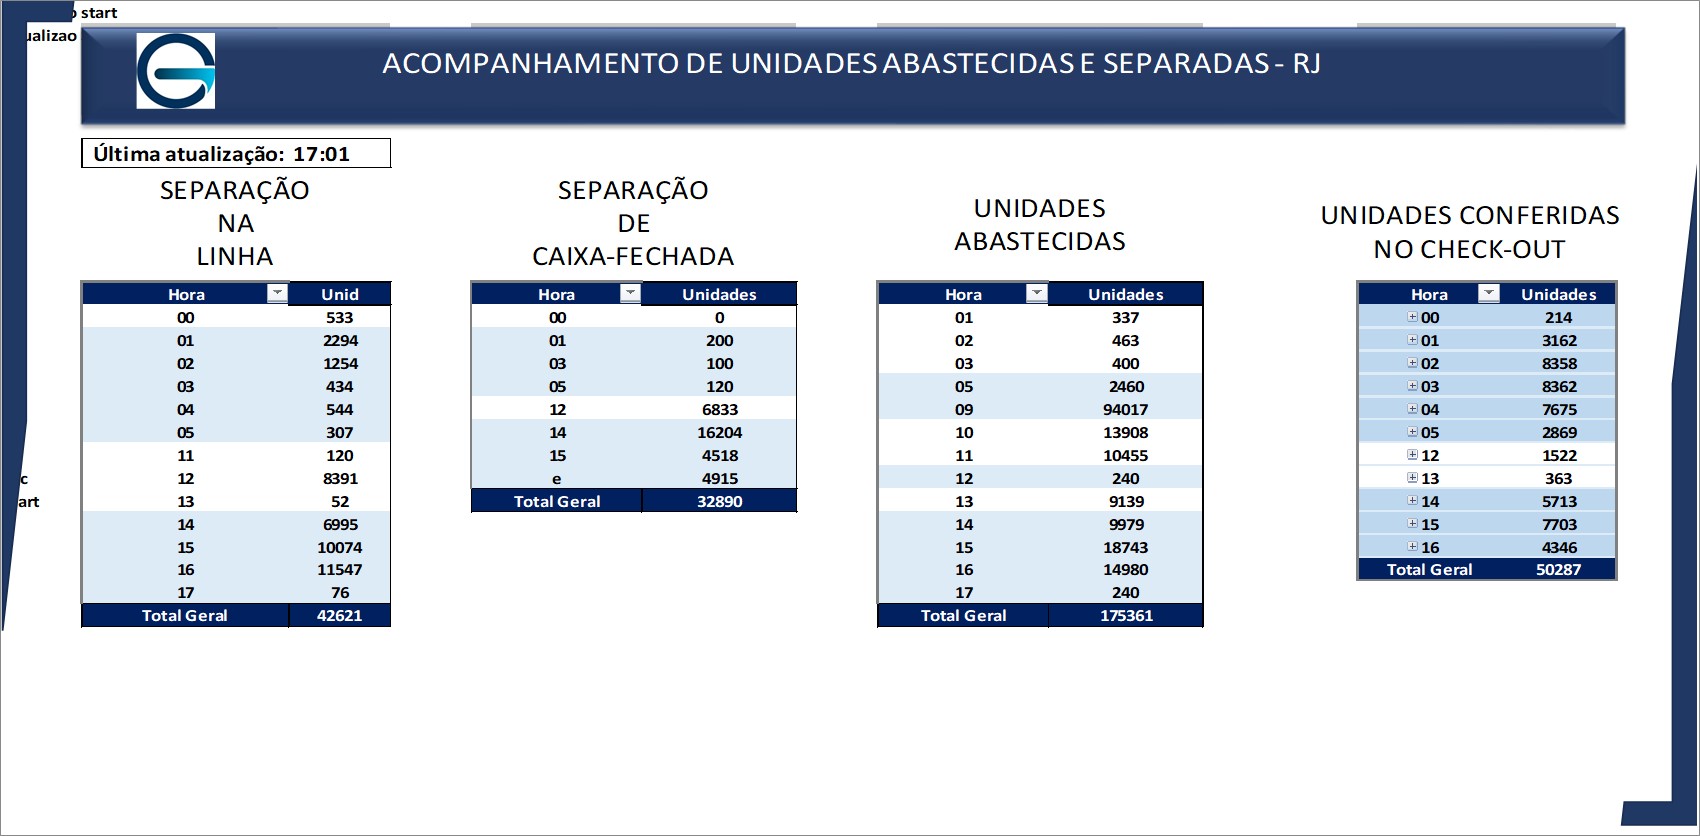 start
ualizao
ACOMPANHAMENTO DE UNIDADES ABASTECIDAS E SEPARADAS - RJ
Última atualização: 17:01
SEPARAÇÃO
NA
LINHA
Hora Unid
00 533
01 2294
02 1254
03 434
04 544
05 307
11 120
12 8391
13 52
14 6995
15 10074
16 11547
17 76
Total Geral 42621
SEPARAÇÃO
DE
CAIXA-FECHADA
Hora Unidades
00 0
01 200
03 100
05 120
12 6833
14 16204
15 4518
e 4915
Total Geral 32890
UNIDADES
ABASTECIDAS
Hora Unidades
01 337
02 463
03 400
05 2460
09 94017
10 13908
11 10455
12 240
13 9139
14 9979
15 18743
16 14980
17 240
Total Geral 175361
UNIDADES CONFERIDAS
NO CHECK-OUT
Hora Unidades
00 214
01 3162
02 8358
03 8362
04 7675
05 2869
12 1522
13 363
14 5713
15 7703
16 4346
Total Geral 50287
c
art